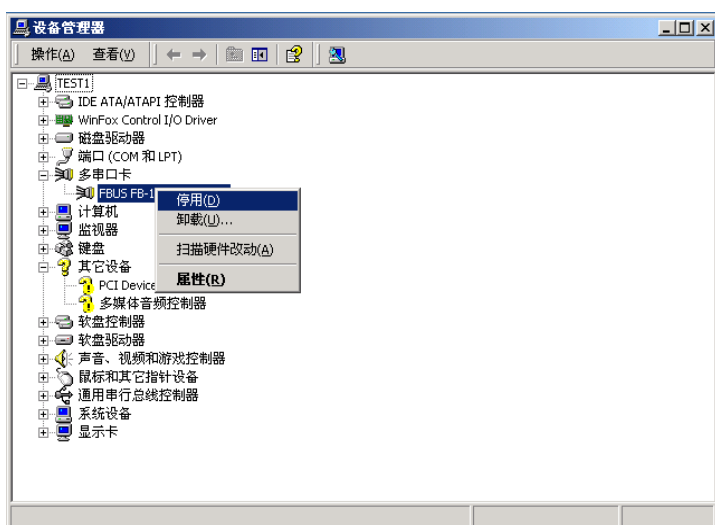 设备管理器
操作(A) 查看(V)
TEST1
IDE ATA/ATAPI 控制器
WinFox Control I/O Driver
磁盘驱动器
端口 (COM 和 LPT)
多串口卡
FBUS FB-1
停用(D)
计算机
卸载(U)...
监视器
键盘
扫描硬件改动(A)
其它设备
PCI Device
属性(R)
多媒体音频控制器
软盘控制器
软盘驱动器
声音、视频和游戏控制器
鼠标和其它指针设备
通用串行总线控制器
系统设备
显示卡